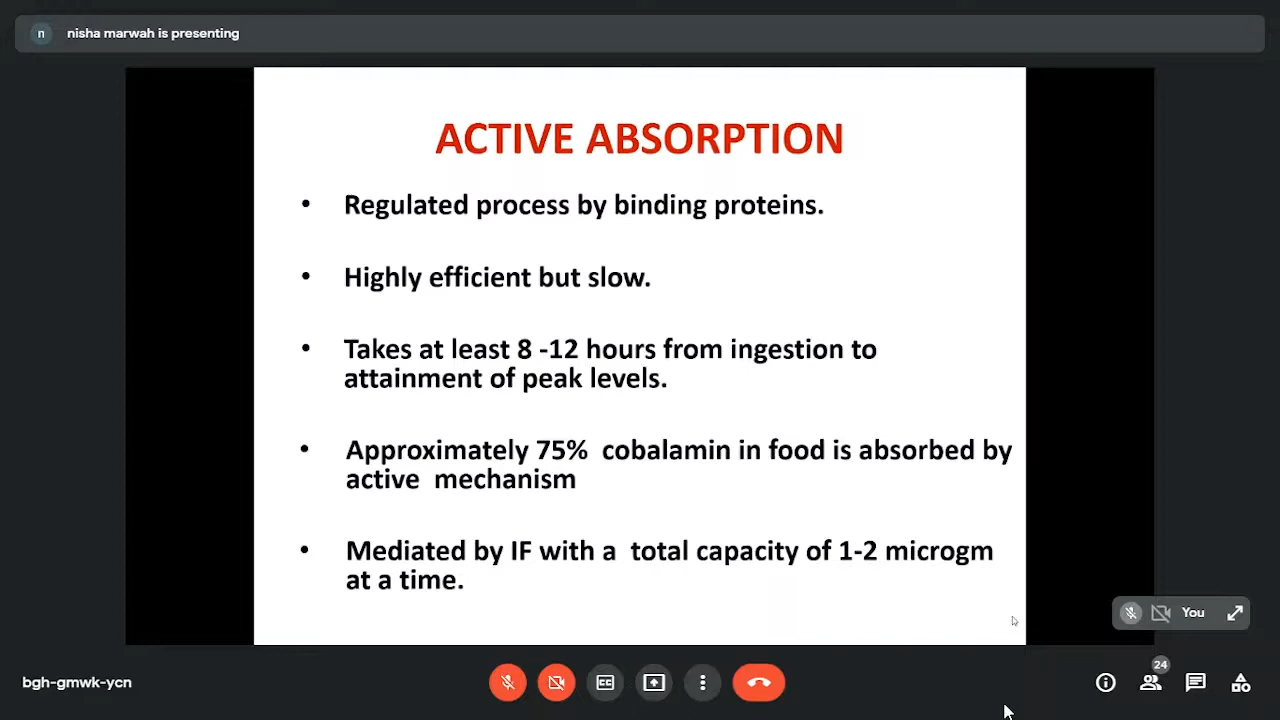 n nisha marwah is presenting
ACTIVE ABSORPTION
• Regulated process by binding proteins.
• Highly efficient but slow.
• Takes at least 8 -12 hours from ingestion to
attainment of peak levels.
• Approximately 75% cobalamin in food is absorbed by
active mechanism
• Mediated by IF with a total capacity of 1-2 microgm
at a time.
You
24
bgh-gmwk-ycn
CC